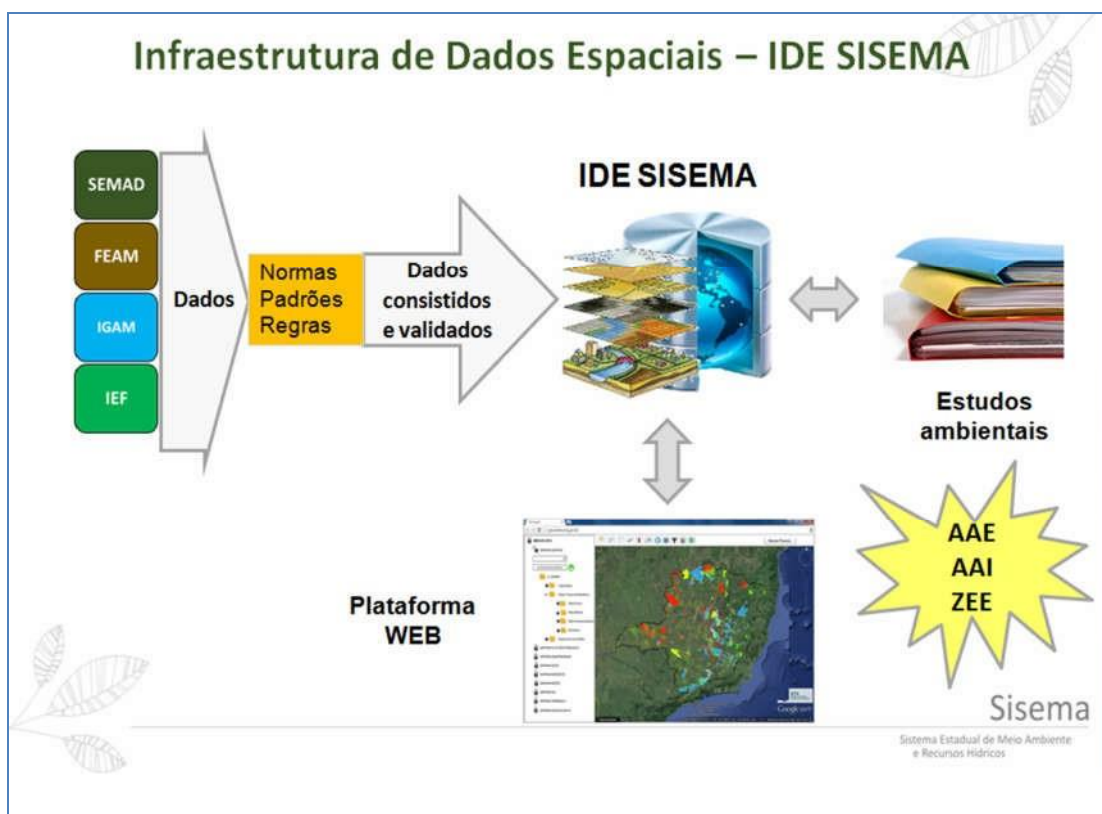 Infraestrutura de Dados Espaciais – IDE SISEMA
SEMAD
FEAM
IGAM
IEF
Dados
Normas
Padrões
Regras
Dados
consistidos
e validados
IDE SISEMA
Estudos
ambientais
AAE
AAI
ZEE
Plataforma
WEB
Google
Sisema
Sistema Estadual de Meio Ambiente
e Recursos Hídricos